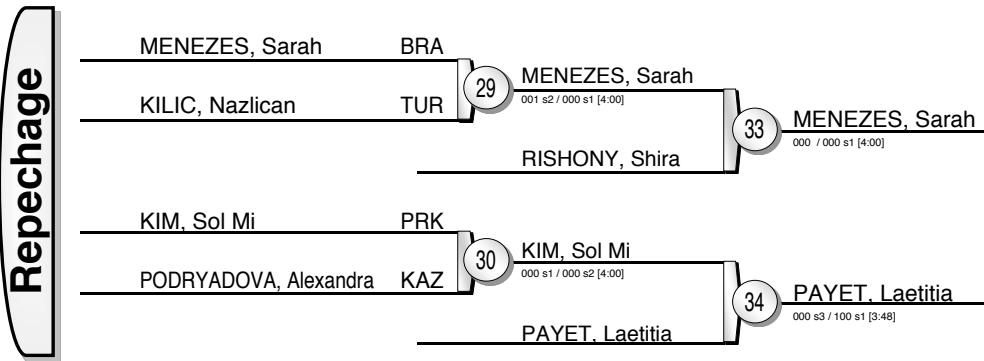 Repechage
MENEZES, Sarah BRA
KILIC, Nazlican TUR
29
MENEZES, Sarah
001 s2 / 000 s1 [4:00]
RISHONY, Shira
33
MENEZES, Sarah
000 / 000 s1 [4:00]
KIM, Sol Mi PRK
PODRYADOVA, Alexandra KAZ
30
KIM, Sol Mi
000 s1 / 000 s2 [4:00]
PAYET, Laetitia
34
PAYET, Laetitia
000 s3 / 100 s1 [3:48]